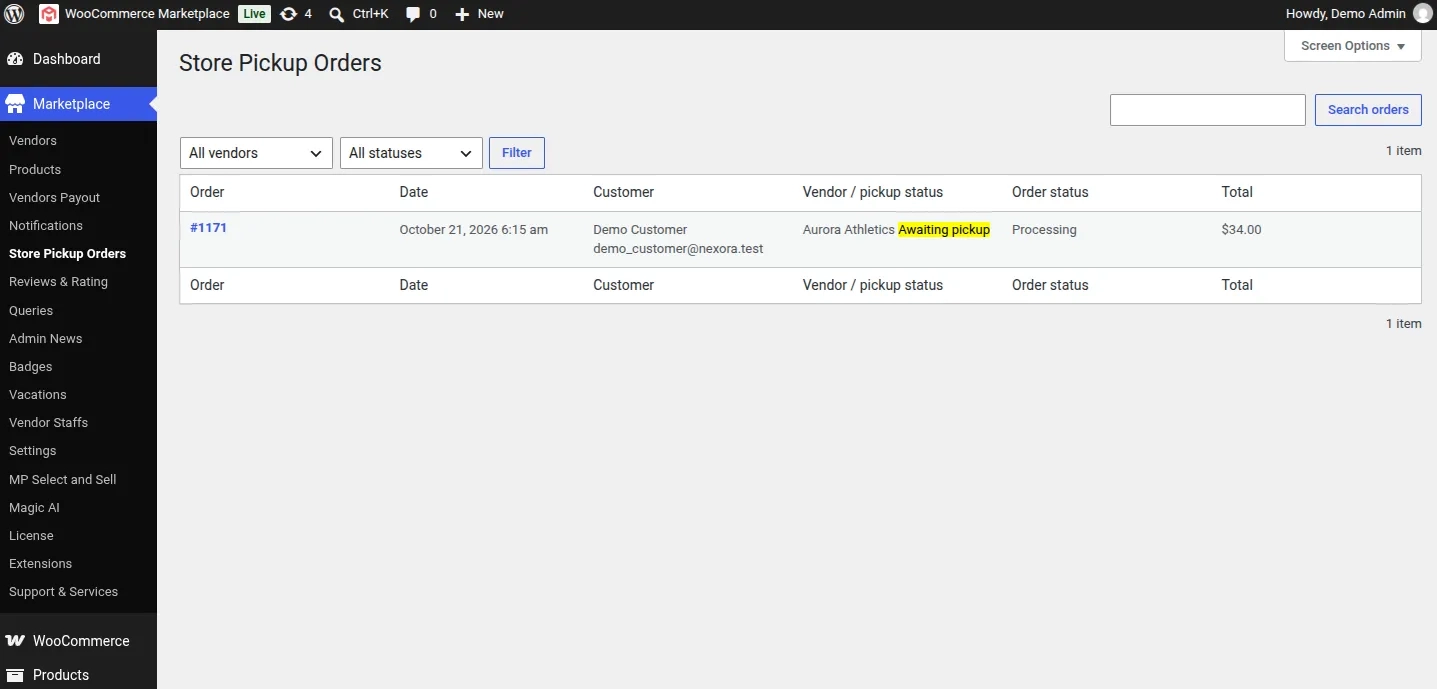 WooCommerce Marketplace Live 4 Ctrl+K 0 New Howdy, Demo Admin
Screen Options
Dashboard
Marketplace
Vendors
Products
Vendors Payout
Notifications
Store Pickup Orders
Reviews & Rating
Queries
Admin News
Badges
Vacations
Vendor Staffs
Settings
MP Select and Sell
Magic AI
License
Extensions
Support & Services
WooCommerce
Products
Store Pickup Orders
Search orders
All vendors All statuses Filter 1 item
Order Date Customer Vendor / pickup status Order status Total
#1171 October 21, 2026 6:15 am Demo Customer Aurora Athletics Awaiting pickup Processing $34.00
demo_customer@nexora.test
Order Date Customer Vendor / pickup status Order status Total
1 item